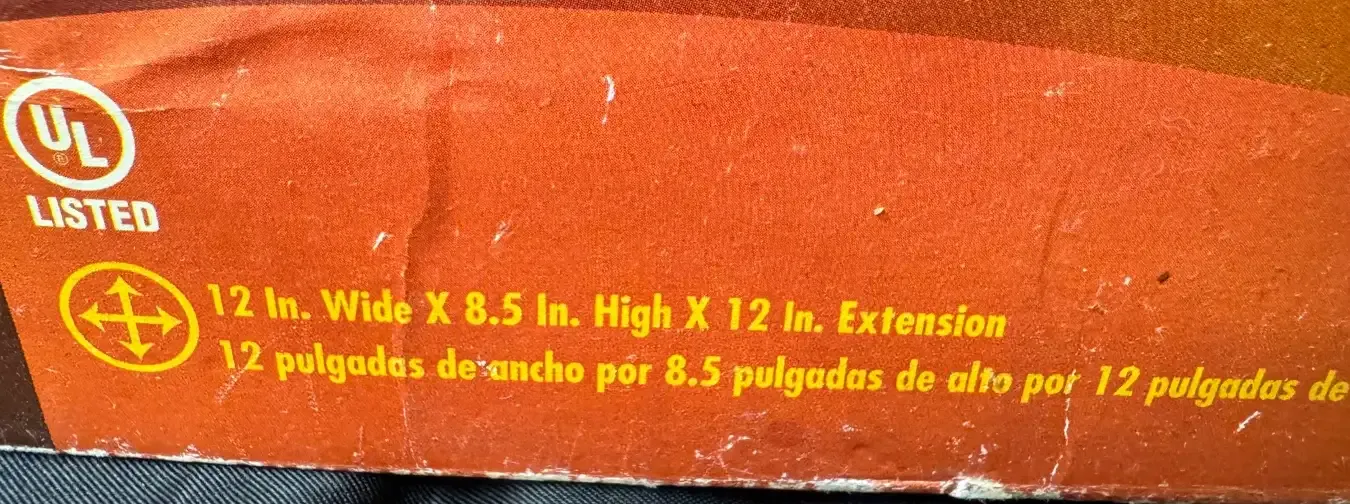 UL
®
LISTED
12 In. Wide X 8.5 In. High X 12 In. Extension
12 pulgadas de ancho por 8.5 pulgadas de alto por 12 pulgadas de